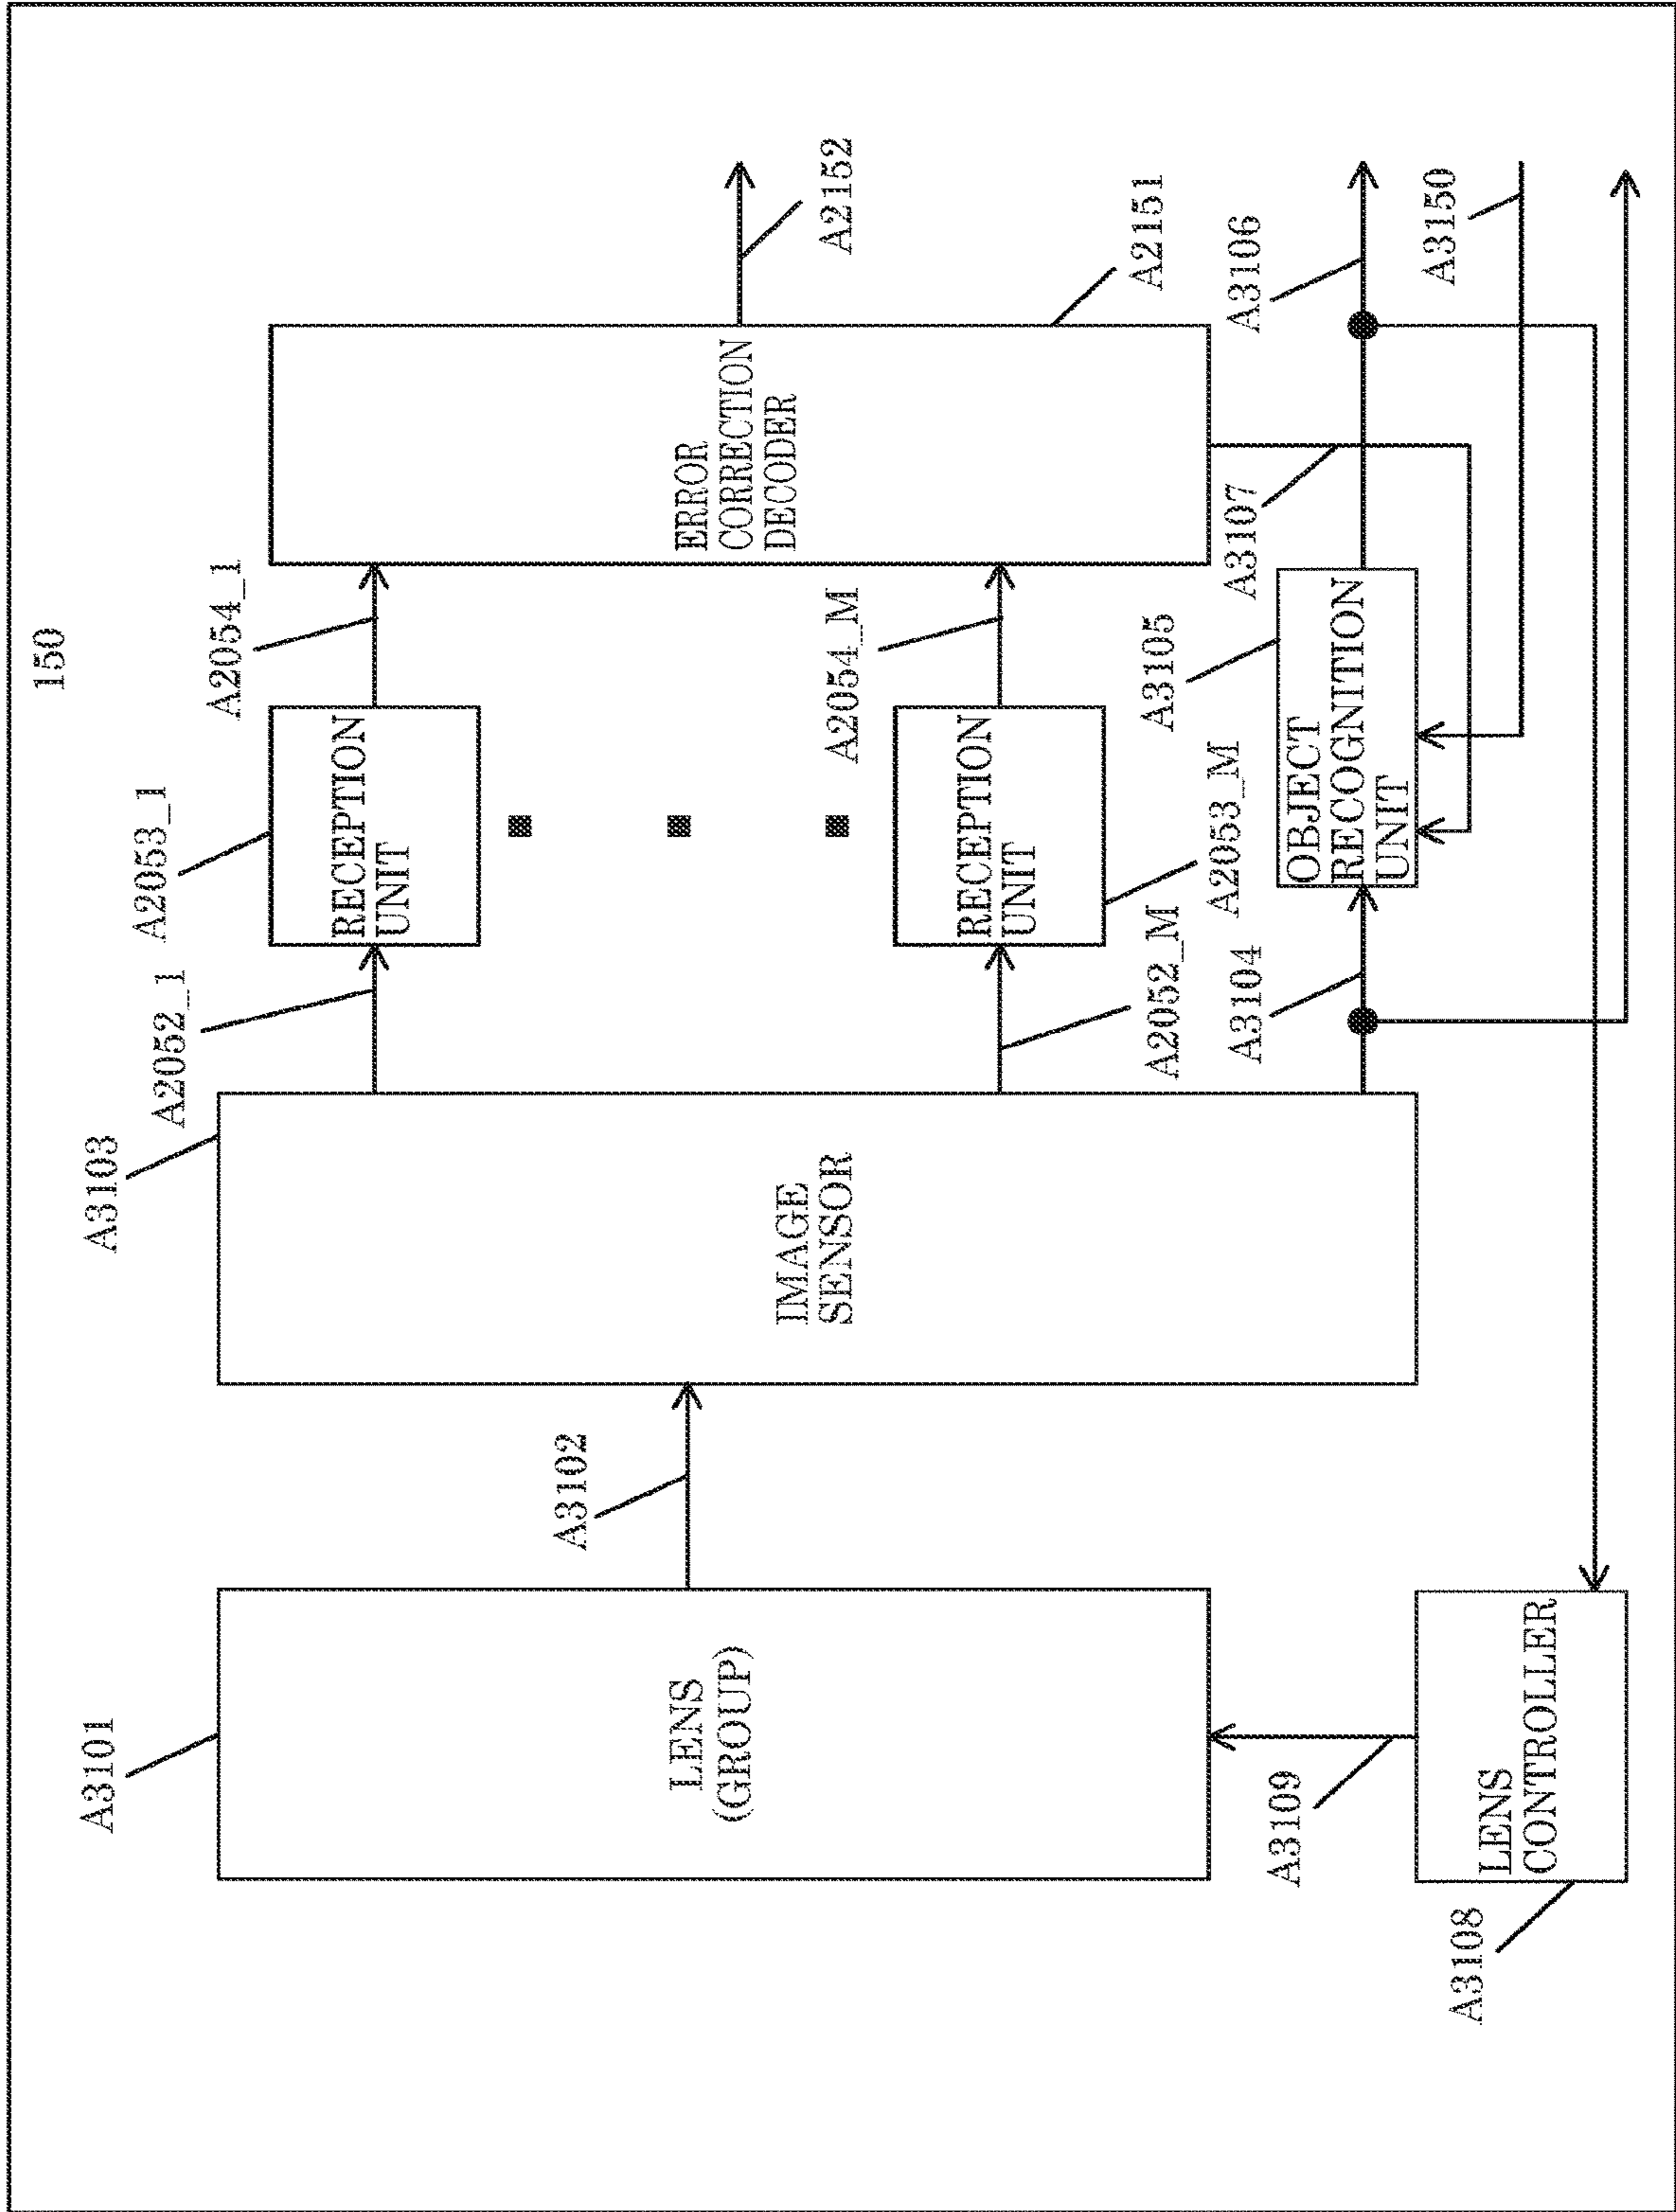 150
A3101
LENS
(GROUP)
A3102
A3103
IMAGE
SENSOR
A2052_1
A2053_1
RECEPTION
UNIT
A2054_1
A2052_M
A2053_M
RECEPTION
UNIT
A2054_M
ERROR
CORRECTION
DECODER
A2151
A2152
A3104
A3105
OBJECT
RECOGNITION
UNIT
A3107
A3106
A3150
A3108
LENS
CONTROLLER
A3109